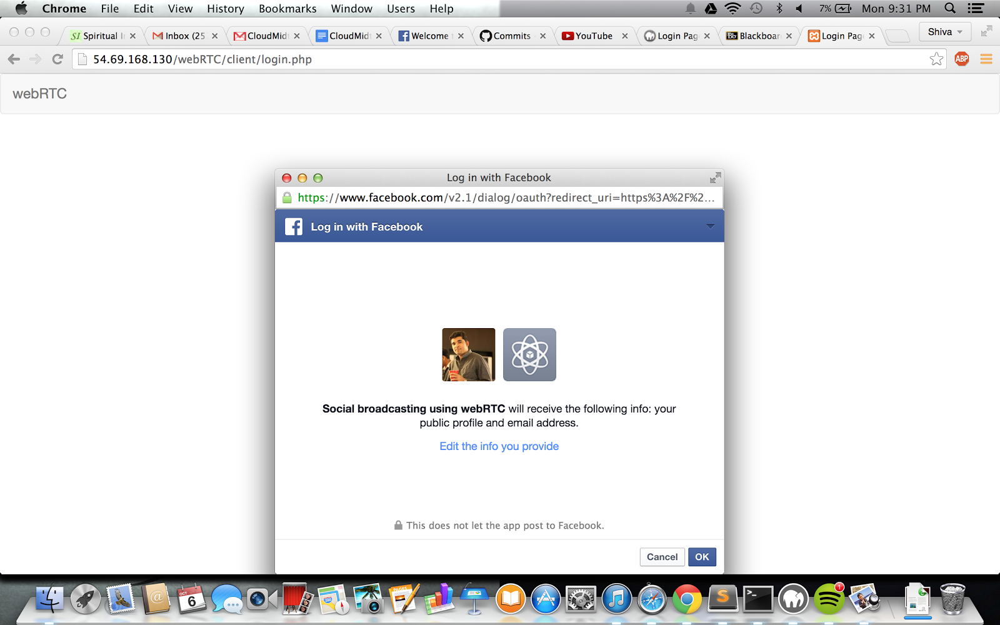 Chrome File Edit View History Bookmarks Window Users Help 7% Mon 9:31 PM
SI Spiritual I Inbox (25 CloudMid CloudMid Welcome Commits YouTube Login Pag Bb Blackboar Login Page Shiva
54.69.168.130/webRTC/client/login.php ABP
webRTC
Log in with Facebook
https://www.facebook.com/v2.1/dialog/oauth?redirect_uri=https%3A%2F%2...
Log in with Facebook
Social broadcasting using webRTC will receive the following info: your
public profile and email address.
Edit the info you provide
This does not let the app post to Facebook.
Cancel OK
OCT
6
PAGES
280
S
1